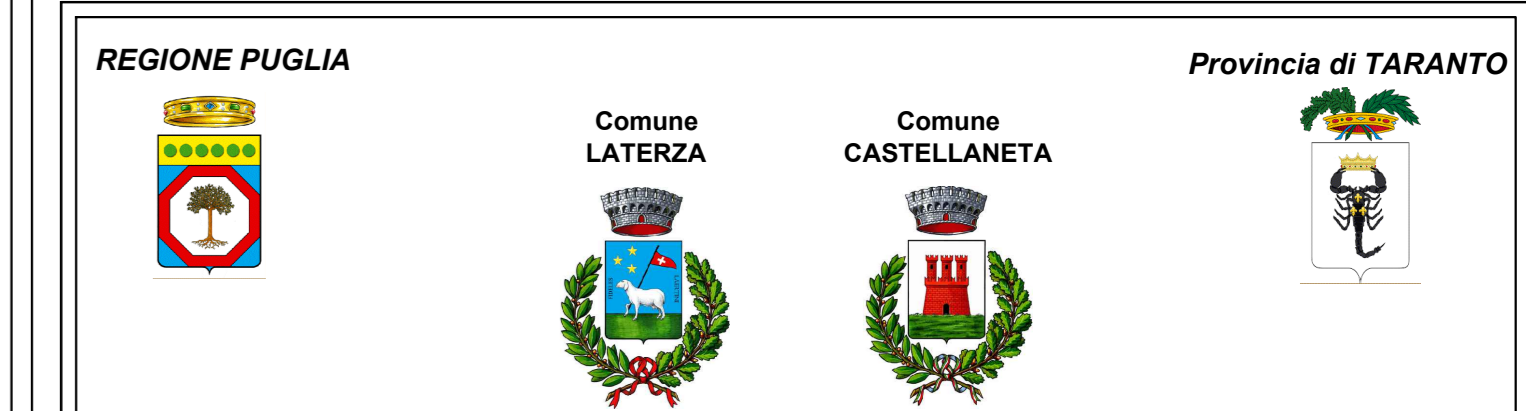 REGIONE PUGLIA
Provincia di TARANTO
Comune
LATERZA
Comune
CASTELLANETA